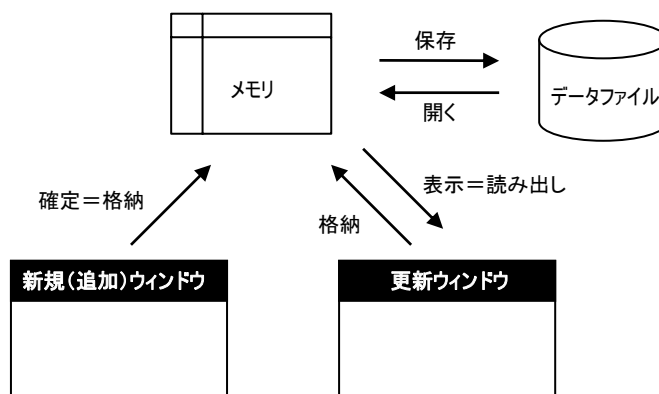 保存
メモリ
データファイル
開く
表示＝読み出し
確定＝格納
格納
新規（追加）ウィンドウ
更新ウィンドウ